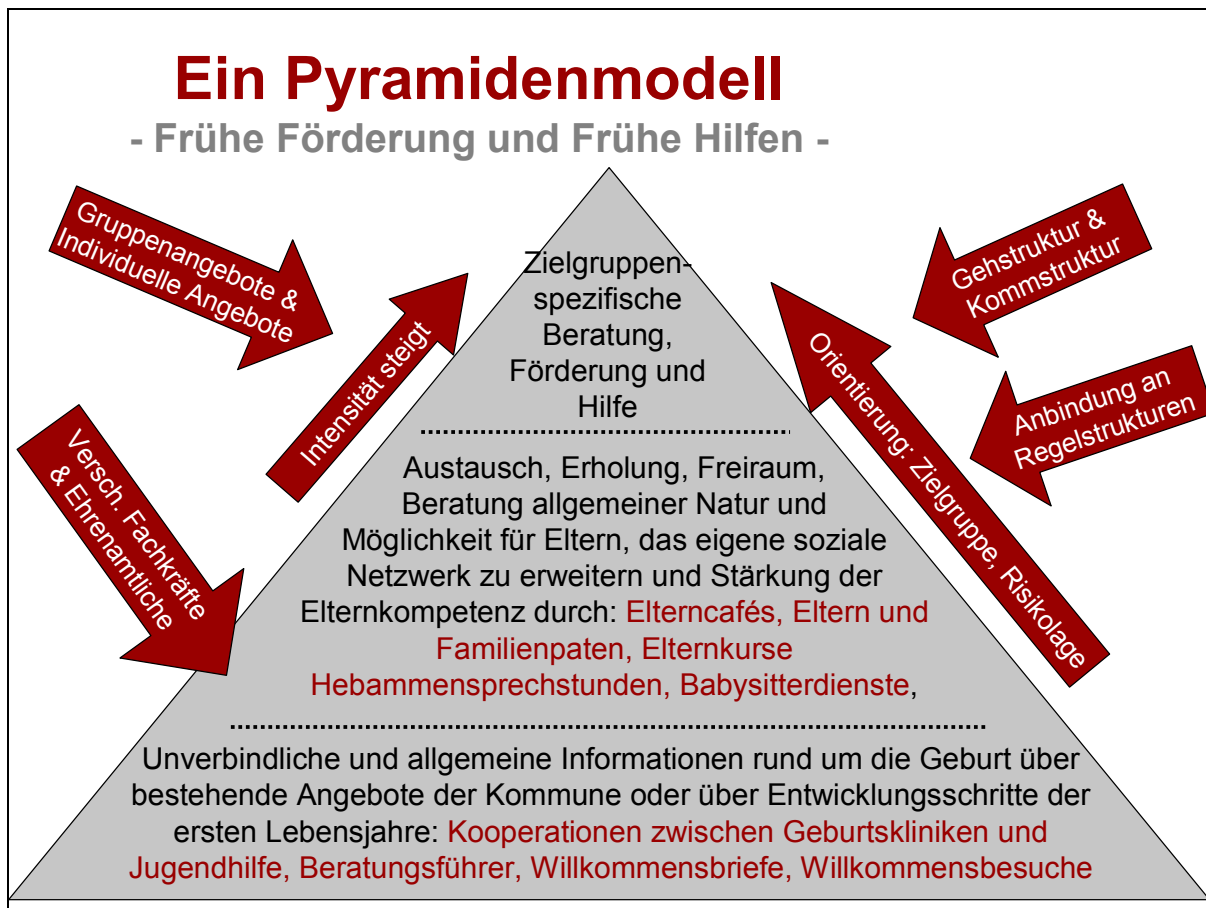 Ein Pyramidenmodell
- Frühe Förderung und Frühe Hilfen -
Gruppenangebote &
Individuelle Angebote
Intensität steigt
Versch. Fachkräfte
& Ehrenamtliche
Gehstruktur &
Kommstruktur
Anbindung an
Regelstrukturen
Orientierung: Zielgruppe, Risikolage
Zielgruppen-
spezifische
Beratung,
Förderung und
Hilfe
Austausch, Erholung, Freiraum,
Beratung allgemeiner Natur und
Möglichkeit für Eltern, das eigene soziale
Netzwerk zu erweitern und Stärkung der
Elternkompetenz durch: Elterncafés, Eltern und
Familienpaten, Elternkurse
Hebammensprechstunden, Babysitterdienste,
Unverbindliche und allgemeine Informationen rund um die Geburt über
bestehende Angebote der Kommune oder über Entwicklungsschritte der
ersten Lebensjahre: Kooperationen zwischen Geburtskliniken und
Jugendhilfe, Beratungsführer, Willkommensbriefe, Willkommensbesuche